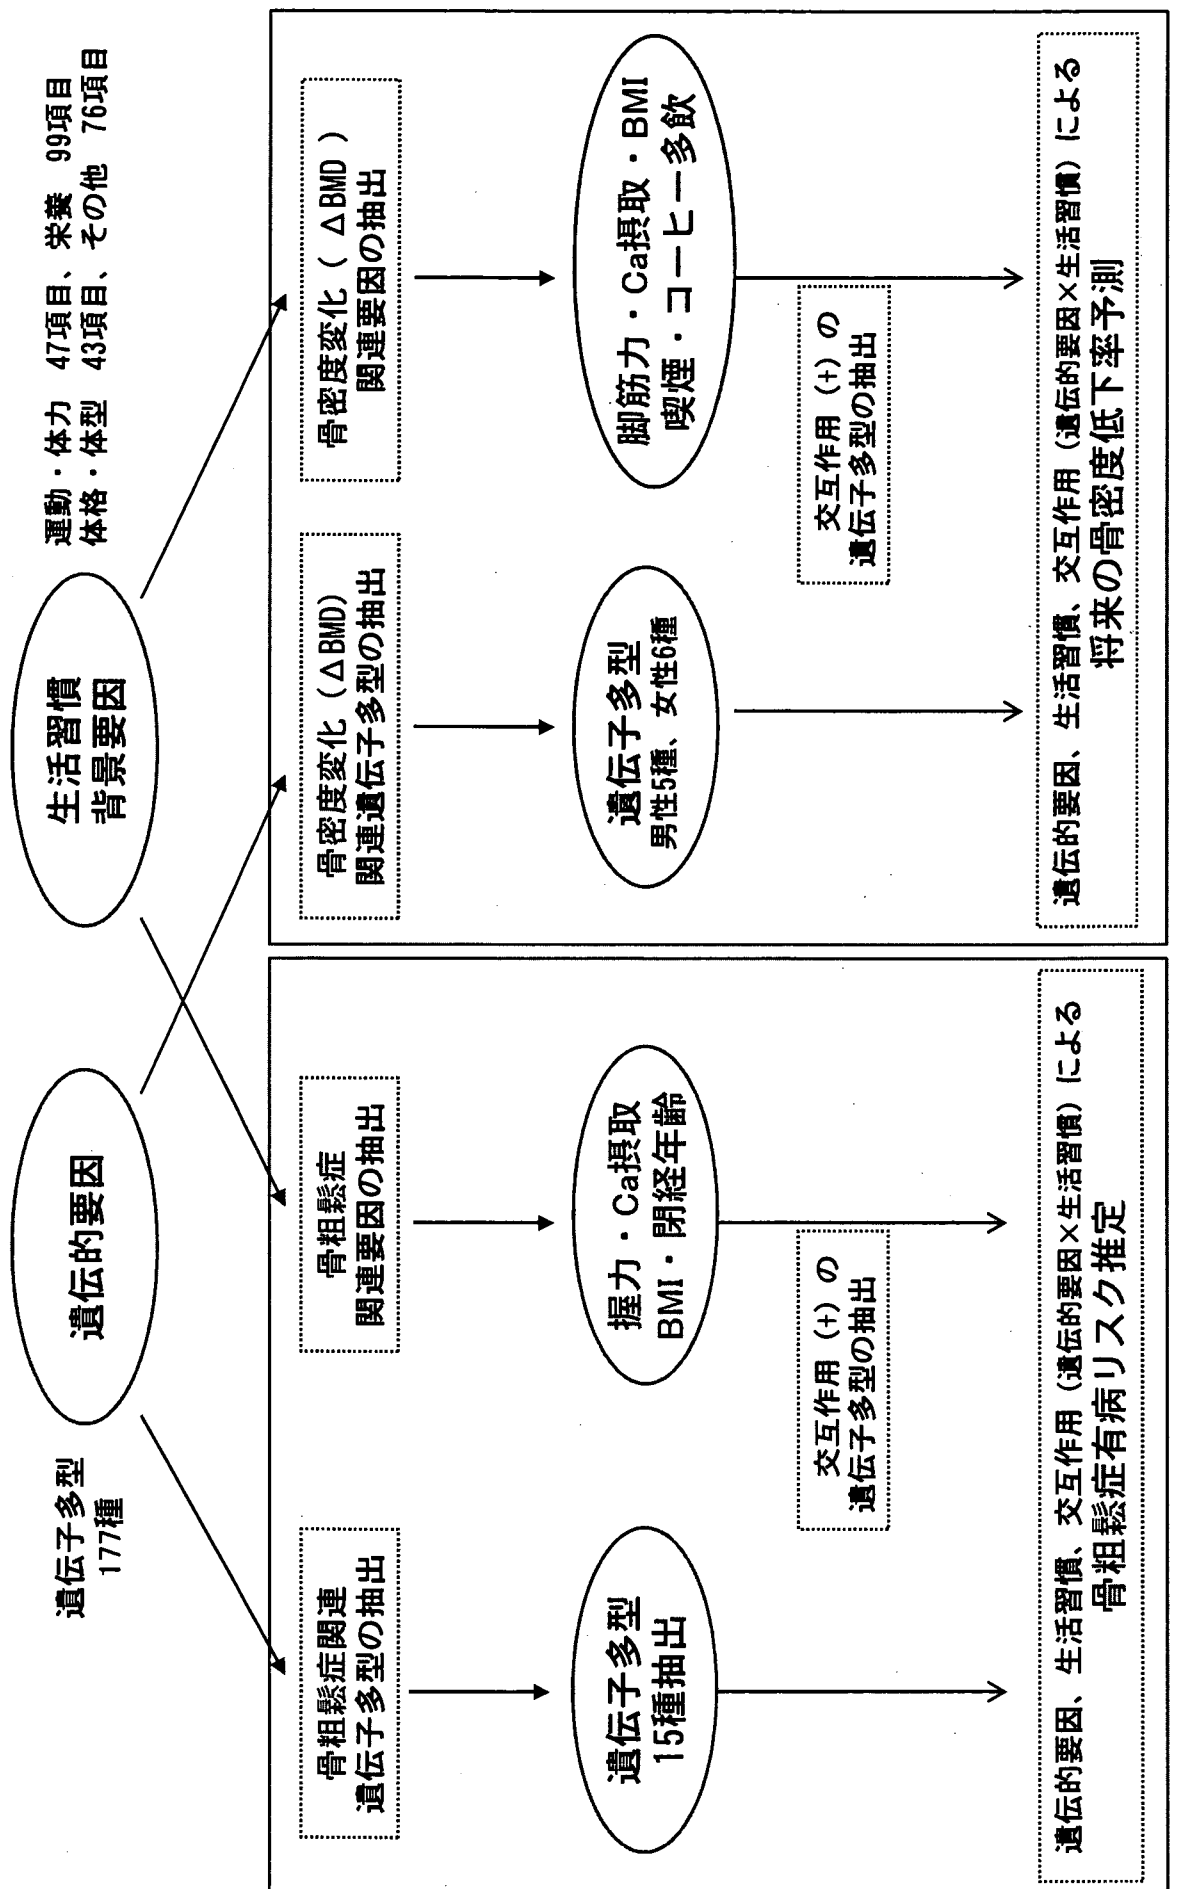 遺伝子多型
177種
遺伝的要因
生活習慣
背景要因
運動・体力 47項目、栄養 99項目
体格・体型 43項目、その他 76項目
骨粗鬆症関連
遺伝子多型の抽出
骨粗鬆症
関連要因の抽出
遺伝子多型
15種抽出
握力・Ca摂取
BMI・閉経年齢
交互作用(+)の
遺伝子多型の抽出
遺伝的要因、生活習慣、交互作用(遺伝的要因×生活習慣)による
骨粗鬆症有病リスク推定
骨密度変化(ΔBMD)
関連遺伝子多型の抽出
骨密度変化(ΔBMD)
関連要因の抽出
遺伝子多型
男性5種、女性6種
脚筋力・Ca摂取・BMI
喫煙・コーヒー多飲
交互作用(+)の
遺伝子多型の抽出
遺伝的要因、生活習慣、交互作用(遺伝的要因×生活習慣)による
将来の骨密度低下率予測